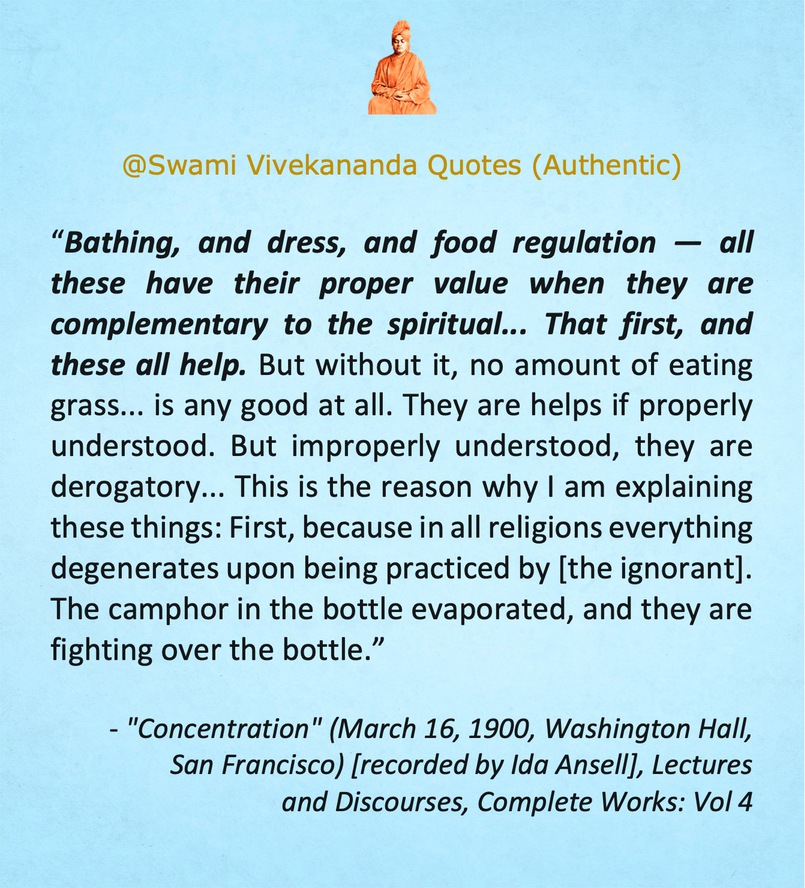 @Swami Vivekananda Quotes (Authentic)
“Bathing, and dress, and food regulation — all
these have their proper value when they are
complementary to the spiritual... That first, and
these all help. But without it, no amount of eating
grass... is any good at all. They are helps if properly
understood. But improperly understood, they are
derogatory... This is the reason why I am explaining
these things: First, because in all religions everything
degenerates upon being practiced by [the ignorant].
The camphor in the bottle evaporated, and they are
fighting over the bottle.”
- "Concentration" (March 16, 1900, Washington Hall,
San Francisco) [recorded by Ida Ansell], Lectures
and Discourses, Complete Works: Vol 4